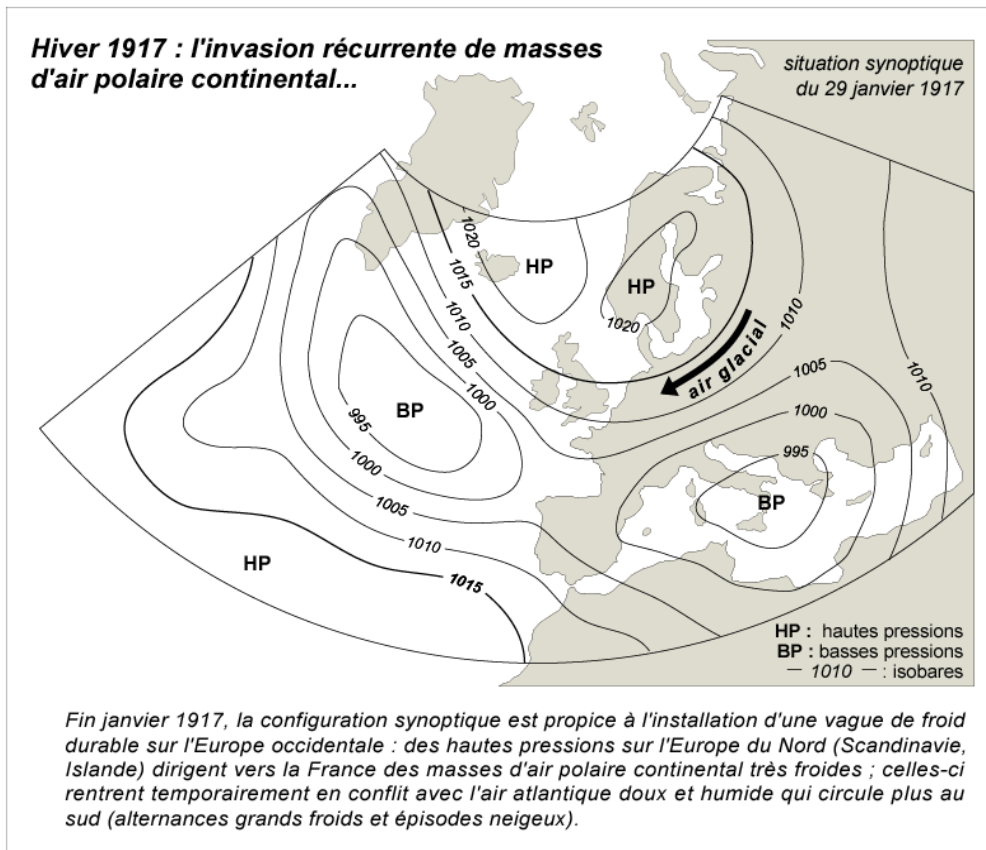 Hiver 1917 : l'invasion récurrente de masses
d'air polaire continental...
situation synoptique
du 29 janvier 1917
1020
HP
1015
HP
1010
1020
1010
air glacial
1005
1005
1010
1000
1000
BP
995
995
1000
BP
1005
1010
HP
1015
HP : hautes pressions
BP : basses pressions
— 1010 — : isobares
Fin janvier 1917, la configuration synoptique est propice à l'installation d'une vague de froid
durable sur l'Europe occidentale : des hautes pressions sur l'Europe du Nord (Scandinavie,
Islande) dirigent vers la France des masses d'air polaire continental très froides ; celles-ci
rentrent temporairement en conflit avec l'air atlantique doux et humide qui circule plus au
sud (alternances grands froids et épisodes neigeux).